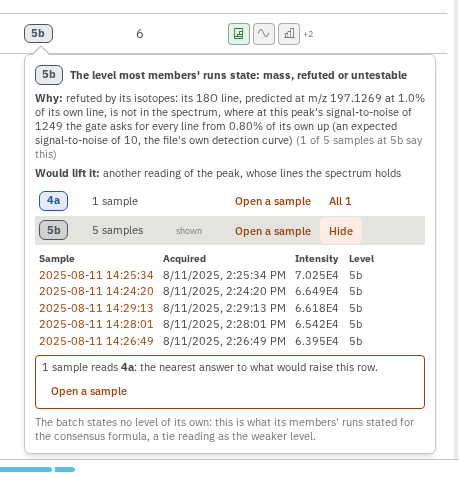 5b 6 +2
5b The level most members' runs state: mass, refuted or untestable
Why: refuted by its isotopes: its 18O line, predicted at m/z 197.1269 at 1.0%
of its own line, is not in the spectrum, where at this peak's signal-to-noise of
1249 the gate asks for every line from 0.80% of its own up (an expected
signal-to-noise of 10, the file's own detection curve) (1 of 5 samples at 5b say
this)
Would lift it: another reading of the peak, whose lines the spectrum holds
4a 1 sample Open a sample All 1
5b 5 samples shown Open a sample Hide
Sample Acquired Intensity Level
2025-08-11 14:25:34 8/11/2025, 2:25:34 PM 7.025E4 5b
2025-08-11 14:24:20 8/11/2025, 2:24:20 PM 6.649E4 5b
2025-08-11 14:29:13 8/11/2025, 2:29:13 PM 6.618E4 5b
2025-08-11 14:28:01 8/11/2025, 2:28:01 PM 6.542E4 5b
2025-08-11 14:26:49 8/11/2025, 2:26:49 PM 6.395E4 5b
1 sample reads 4a: the nearest answer to what would raise this row.
Open a sample
The batch states no level of its own: this is what its members' runs stated for
the consensus formula, a tie reading as the weaker level.